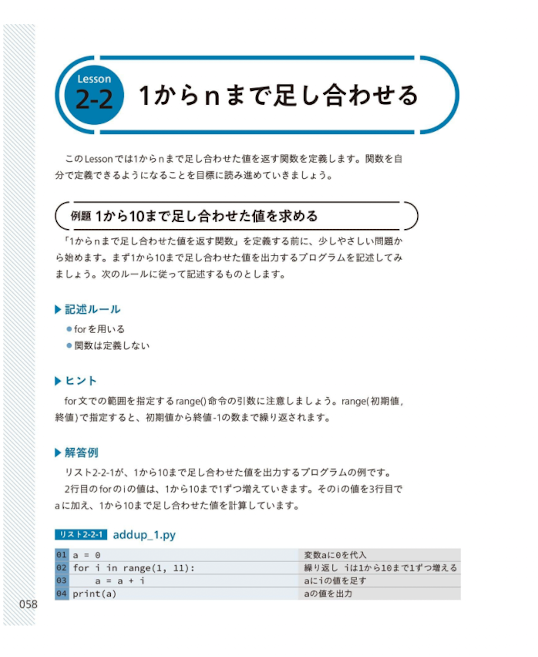 Lesson
2-2
1からnまで足し合わせる
このLessonでは1からnまで足し合わせた値を返す関数を定義します。関数を自
分で定義できるようになることを目標に読み進めていきましょう。
例題 1から10まで足し合わせた値を求める
「1からnまで足し合わせた値を返す関数」を定義する前に、少しやさしい問題か
ら始めます。まず1から10まで足し合わせた値を出力するプログラムを記述してみ
ましょう。次のルールに従って記述するものとします。
▶記述ルール
●forを用いる
●関数は定義しない
▶ヒント
for文での範囲を指定するrange()命令の引数に注意しましょう。range(初期値,
終値)で指定すると、初期値から終値-1の数まで繰り返されます。
▶解答例
リスト2-2-1が、1から10まで足し合わせた値を出力するプログラムの例です。
2行目のforのiの値は、1から10まで1ずつ増えていきます。そのiの値を3行目で
aに加え、1から10まで足し合わせた値を計算しています。
リスト2-2-1 addup_1.py
01 a = 0 変数aに0を代入
02 for i in range(1, 11): 繰り返し iは1から10まで1ずつ増える
03 a = a + i aにiの値を足す
04 print(a) aの値を出力
058